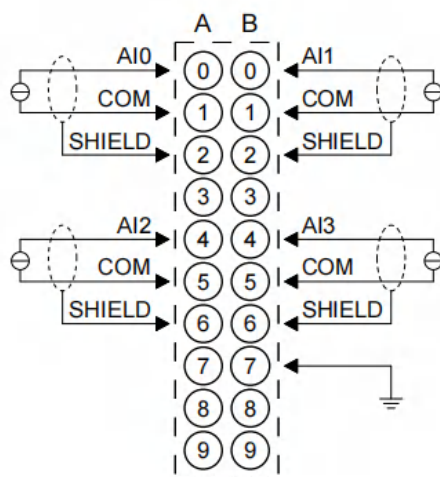 A B
AI0 0 0 AI1
COM 1 1 COM
SHIELD 2 2 SHIELD
3 3
AI2 4 4 AI3
COM 5 5 COM
SHIELD 6 6 SHIELD
7 7
8 8
9 9